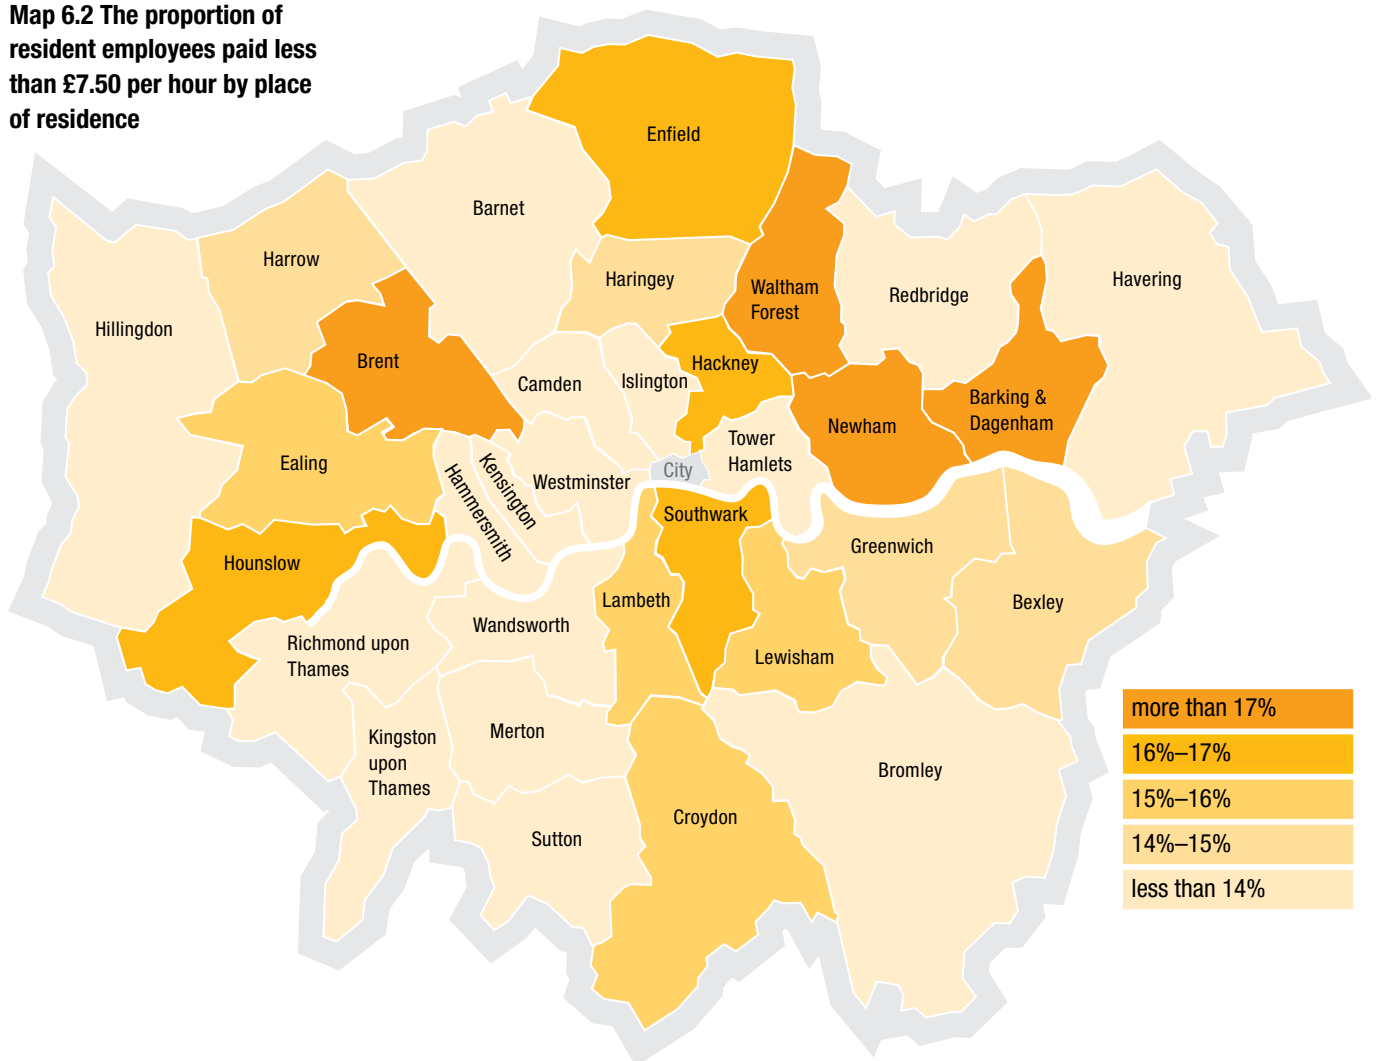 Map 6.2 The proportion of
resident employees paid less
than £7.50 per hour by place
of residence
Enfield
Barnet
Harrow
Haringey
Waltham
Forest
Redbridge
Havering
Hillingdon
Brent
Camden
Islington
Hackney
Newham
Barking &
Dagenham
Ealing
Hammersmith
Kensington
Westminster
City
Tower
Hamlets
Southwark
Hounslow
Greenwich
Lambeth
Bexley
Richmond upon
Thames
Wandsworth
Lewisham
Kingston
upon
Thames
Merton
Bromley
Sutton
Croydon
more than 17%
16%–17%
15%–16%
14%–15%
less than 14%